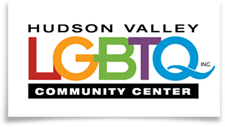 HUDSON VALLEY
LGBTQ INC.
COMMUNITY CENTER